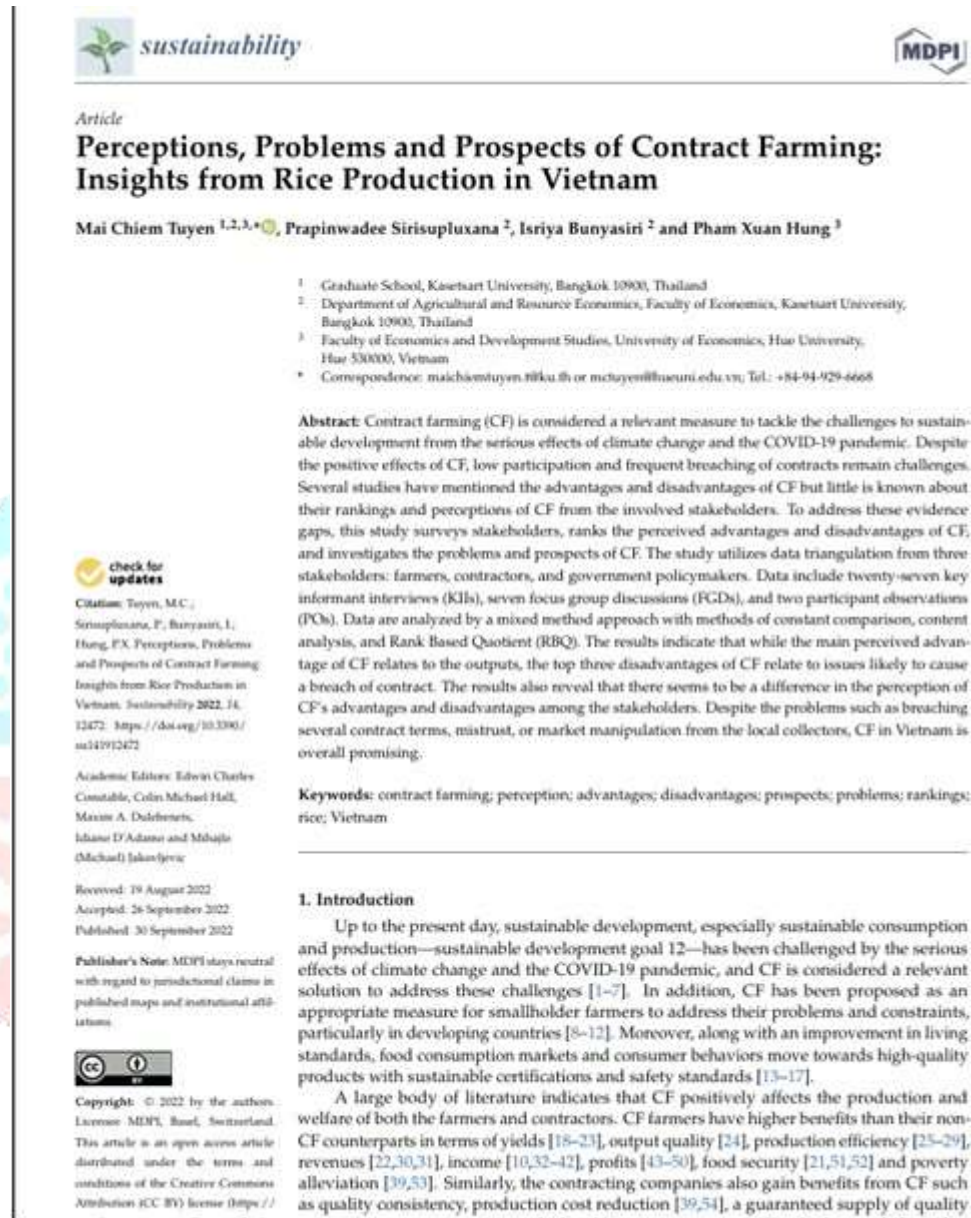 sustainability
MDPI
Article
Perceptions, Problems and Prospects of Contract Farming:
Insights from Rice Production in Vietnam
Mai Chiem Tuyen 1,2,3,*, Prapinwadee Sirisupluxana 2, Isriya Bunyasiri 2 and Pham Xuan Hung 3
1 Graduate School, Kasetsart University, Bangkok 10900, Thailand
2 Department of Agricultural and Resource Economics, Faculty of Economics, Kasetsart University,
Bangkok 10900, Thailand
3 Faculty of Economics and Development Studies, University of Economics, Hue University,
Hue 530000, Vietnam
* Correspondence: maichiemtuyen.t@ku.th or mctuyen@hueuni.edu.vn; Tel.: +84-94-929-6668
Abstract: Contract farming (CF) is considered a relevant measure to tackle the challenges to sustain-
able development from the serious effects of climate change and the COVID-19 pandemic. Despite
the positive effects of CF, low participation and frequent breaching of contracts remain challenges.
Several studies have mentioned the advantages and disadvantages of CF but little is known about
their rankings and perceptions of CF from the involved stakeholders. To address these evidence
gaps, this study surveys stakeholders, ranks the perceived advantages and disadvantages of CF,
and investigates the problems and prospects of CF. The study utilizes data triangulation from three
stakeholders: farmers, contractors, and government policymakers. Data include twenty-seven key
informant interviews (KIIs), seven focus group discussions (FGDs), and two participant observations
(POs). Data are analyzed by a mixed method approach with methods of constant comparison, content
analysis, and Rank Based Quotient (RBQ). The results indicate that while the main perceived advan-
tage of CF relates to the outputs, the top three disadvantages of CF relate to issues likely to cause
a breach of contract. The results also reveal that there seems to be a difference in the perception of
CF's advantages and disadvantages among the stakeholders. Despite the problems such as breaching
several contract terms, mistrust, or market manipulation from the local collectors, CF in Vietnam is
overall promising.
Keywords: contract farming; perception; advantages; disadvantages; prospects; problems; rankings;
rice; Vietnam
check for
updates
Citation: Tuyen, M.C.;
Sirisupluxana, P.; Bunyasiri, I.;
Hung, P.X. Perceptions, Problems
and Prospects of Contract Farming:
Insights from Rice Production in
Vietnam. Sustainability 2022, 14,
12472. https://doi.org/10.3390/
su141912472
Academic Editors: Edwin Charles
Constable, Colin Michael Hall,
Maxim A. Dulebenets,
Idiano D'Adamo and Mihajlo
(Michael) Jakovljevic
Received: 19 August 2022
Accepted: 26 September 2022
Published: 30 September 2022
Publisher's Note: MDPI stays neutral
with regard to jurisdictional claims in
published maps and institutional affil-
iations.
cc BY
Copyright: © 2022 by the authors.
Licensee MDPI, Basel, Switzerland.
This article is an open access article
distributed under the terms and
conditions of the Creative Commons
Attribution (CC BY) license (https://
1. Introduction
Up to the present day, sustainable development, especially sustainable consumption
and production—sustainable development goal 12—has been challenged by the serious
effects of climate change and the COVID-19 pandemic, and CF is considered a relevant
solution to address these challenges [1–7]. In addition, CF has been proposed as an
appropriate measure for smallholder farmers to address their problems and constraints,
particularly in developing countries [8–12]. Moreover, along with an improvement in living
standards, food consumption markets and consumer behaviors move towards high-quality
products with sustainable certifications and safety standards [13–17].
A large body of literature indicates that CF positively affects the production and
welfare of both the farmers and contractors. CF farmers have higher benefits than their non-
CF counterparts in terms of yields [18–23], output quality [24], production efficiency [25–29],
revenues [22,30,31], income [10,32–42], profits [43–50], food security [21,51,52] and poverty
alleviation [39,53]. Similarly, the contracting companies also gain benefits from CF such
as quality consistency, production cost reduction [39,54], a guaranteed supply of quality